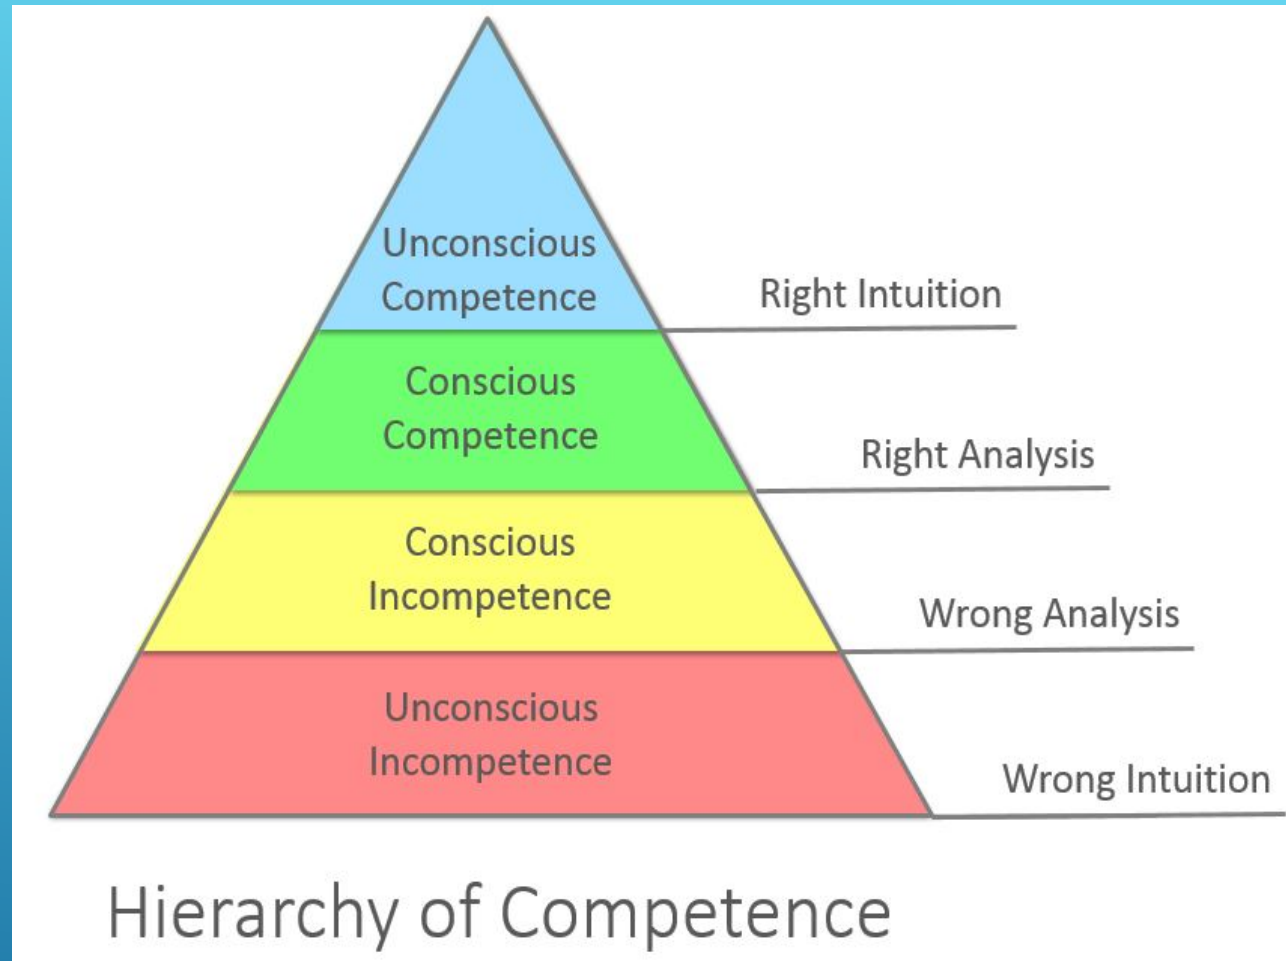 Unconscious
Competence
Right Intuition
Conscious
Competence
Right Analysis
Conscious
Incompetence
Wrong Analysis
Unconscious
Incompetence
Wrong Intuition
Hierarchy of Competence